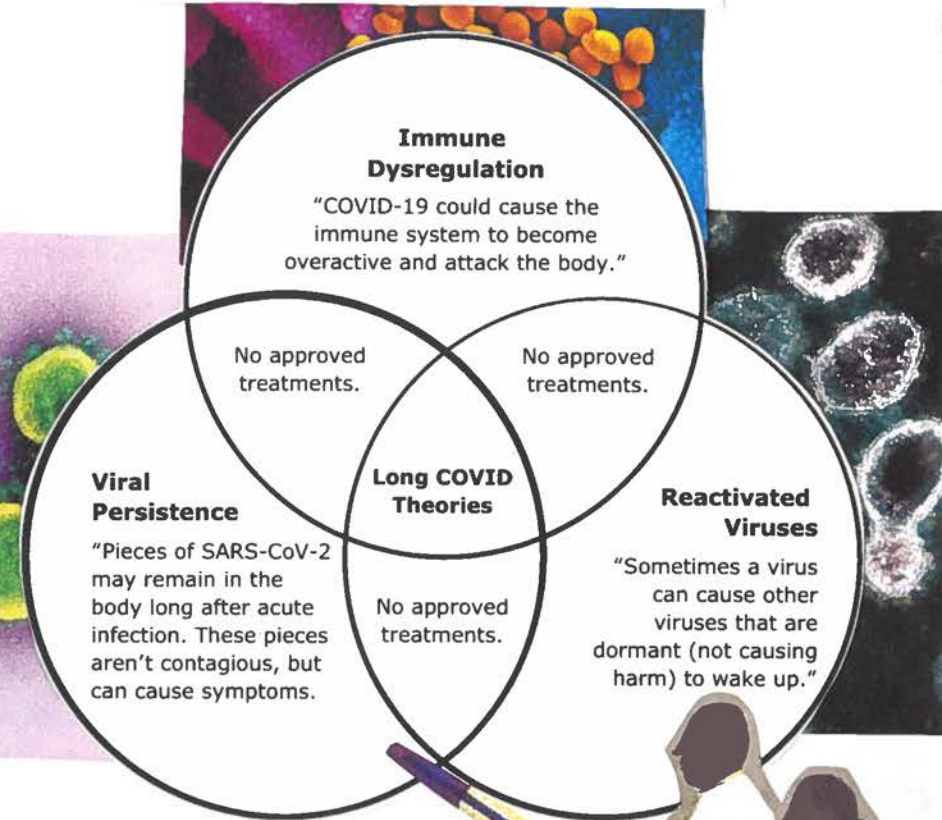 Immune
Dysregulation
"COVID-19 could cause the
immune system to become
overactive and attack the body."
No approved
treatments.
No approved
treatments.
Long COVID
Theories
Viral
Persistence
"Pieces of SARS-CoV-2
may remain in the
body long after acute
infection. These pieces
aren't contagious, but
can cause symptoms.
Reactivated
Viruses
"Sometimes a virus
can cause other
viruses that are
dormant (not causing
harm) to wake up."
No approved
treatments.